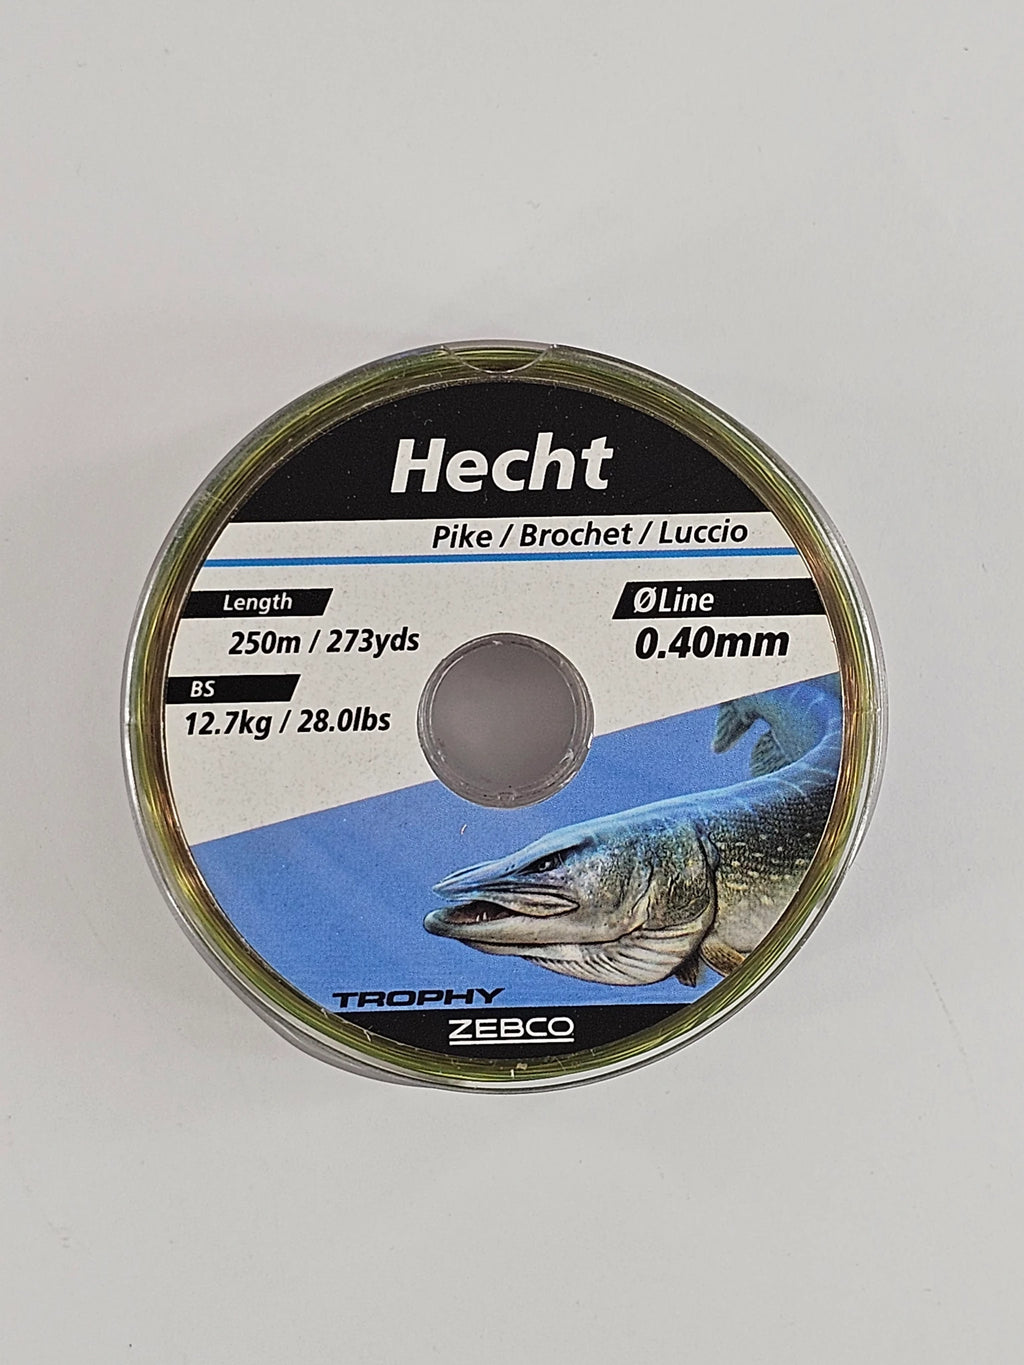 Hecht
Pike / Brochet / Luccio
Length
250m / 273yds
BS
12.7kg / 28.0lbs
ØLine
0.40mm
TROPHY
ZEBCO